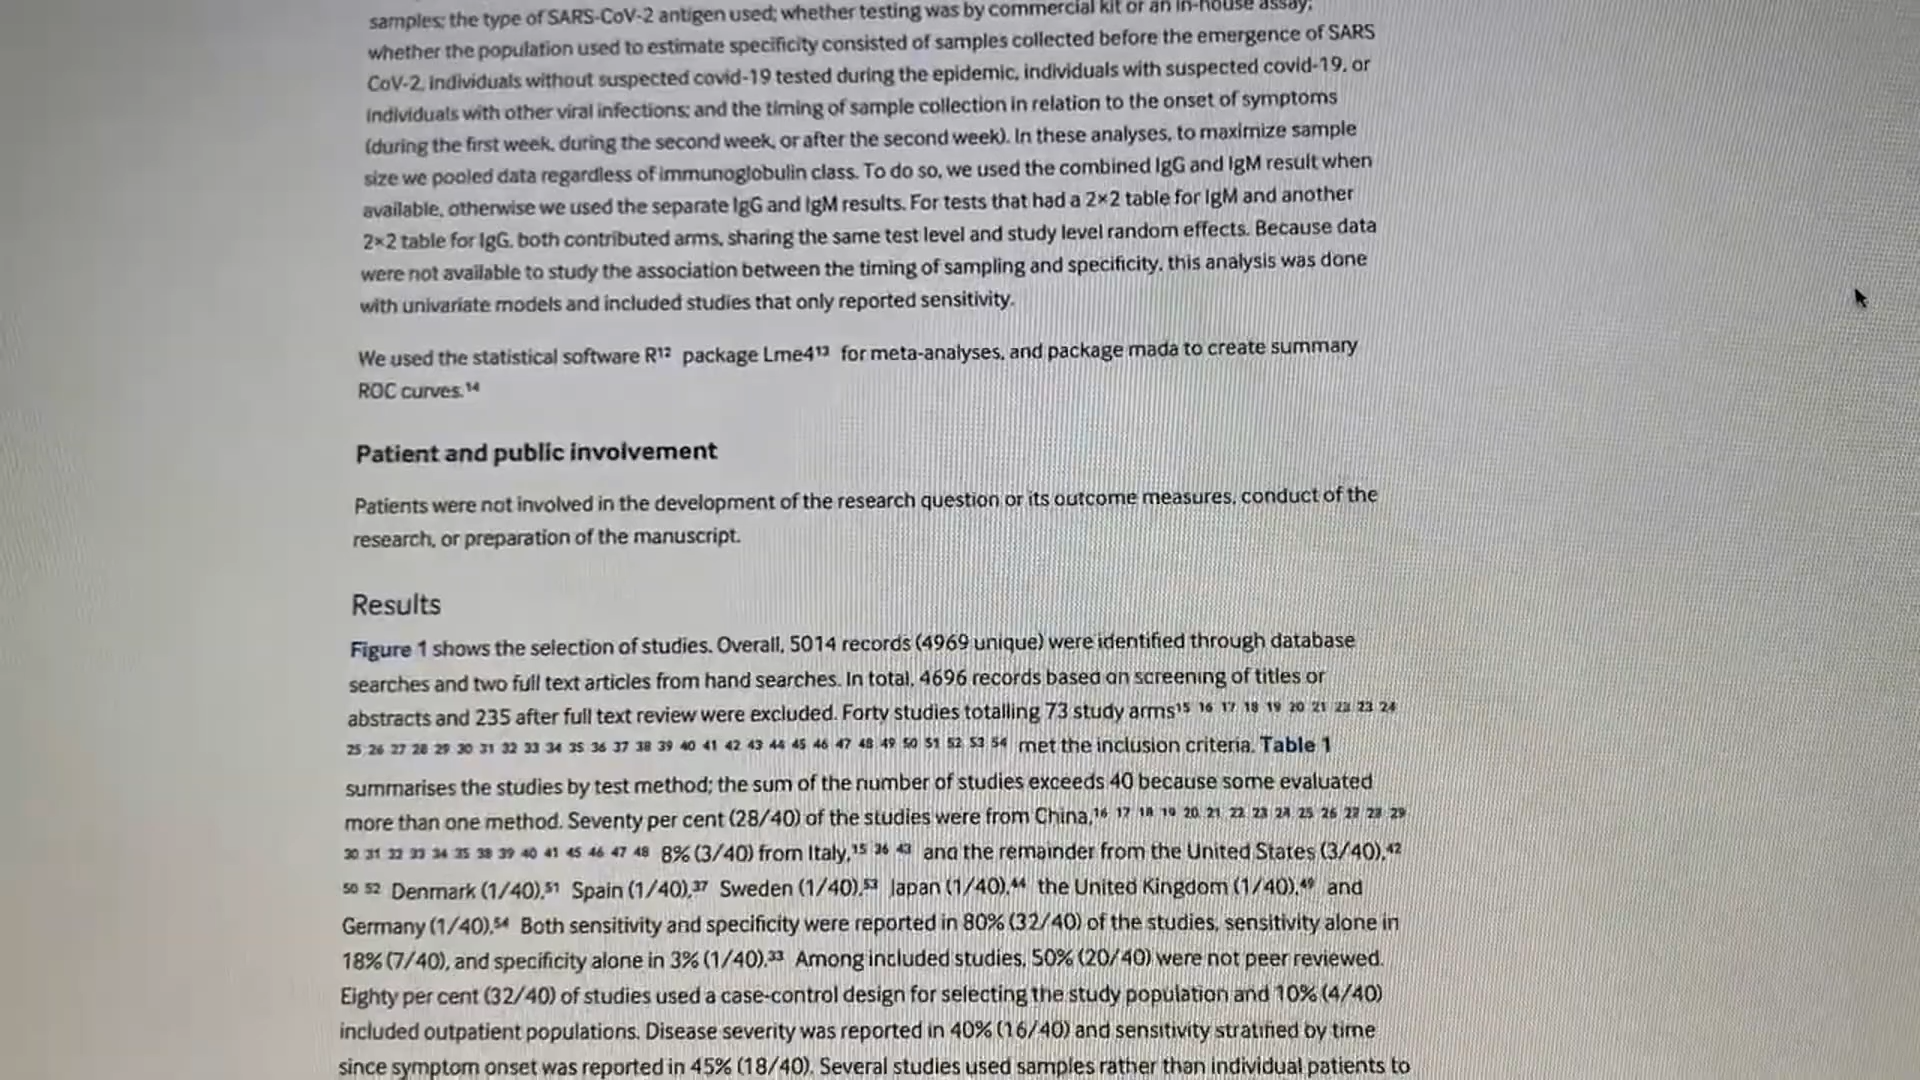 samples; the type of SARS-CoV-2 antigen used; whether testing was by commercial kit or an in-house assay;
whether the population used to estimate specificity consisted of samples collected before the emergence of SARS
CoV-2, individuals without suspected covid-19 tested during the epidemic, individuals with suspected covid-19, or
individuals with other viral infections; and the timing of sample collection in relation to the onset of symptoms
(during the first week, during the second week, or after the second week). In these analyses, to maximize sample
size we pooled data regardless of immunoglobulin class. To do so, we used the combined IgG and IgM result when
available, otherwise we used the separate IgG and IgM results. For tests that had a 2×2 table for IgM and another
2×2 table for IgG, both contributed arms, sharing the same test level and study level random effects. Because data
were not available to study the association between the timing of sampling and specificity, this analysis was done
with univariate models and included studies that only reported sensitivity.
We used the statistical software R12 package Lme413 for meta-analyses, and package mada to create summary
ROC curves.14
Patient and public involvement
Patients were not involved in the development of the research question or its outcome measures, conduct of the
research, or preparation of the manuscript.
Results
Figure 1 shows the selection of studies. Overall, 5014 records (4969 unique) were identified through database
searches and two full text articles from hand searches. In total, 4696 records based on screening of titles or
abstracts and 235 after full text review were excluded. Forty studies totalling 73 study arms15 16 17 18 19 20 21 22 23 24
25 26 27 28 29 30 31 32 33 34 35 36 37 38 39 40 41 42 43 44 45 46 47 48 49 50 51 52 53 54 met the inclusion criteria. Table 1
summarises the studies by test method; the sum of the number of studies exceeds 40 because some evaluated
more than one method. Seventy per cent (28/40) of the studies were from China,16 17 18 19 20 21 22 23 24 25 26 27 28 29
30 31 32 33 34 35 38 39 40 41 45 46 47 48 8% (3/40) from Italy,15 36 43 and the remainder from the United States (3/40),42
50 52 Denmark (1/40),51 Spain (1/40),37 Sweden (1/40),53 Japan (1/40),44 the United Kingdom (1/40),49 and
Germany (1/40).54 Both sensitivity and specificity were reported in 80% (32/40) of the studies, sensitivity alone in
18% (7/40), and specificity alone in 3% (1/40).33 Among included studies, 50% (20/40) were not peer reviewed.
Eighty per cent (32/40) of studies used a case-control design for selecting the study population and 10% (4/40)
included outpatient populations. Disease severity was reported in 40% (16/40) and sensitivity stratified by time
since symptom onset was reported in 45% (18/40). Several studies used samples rather than individual patients to